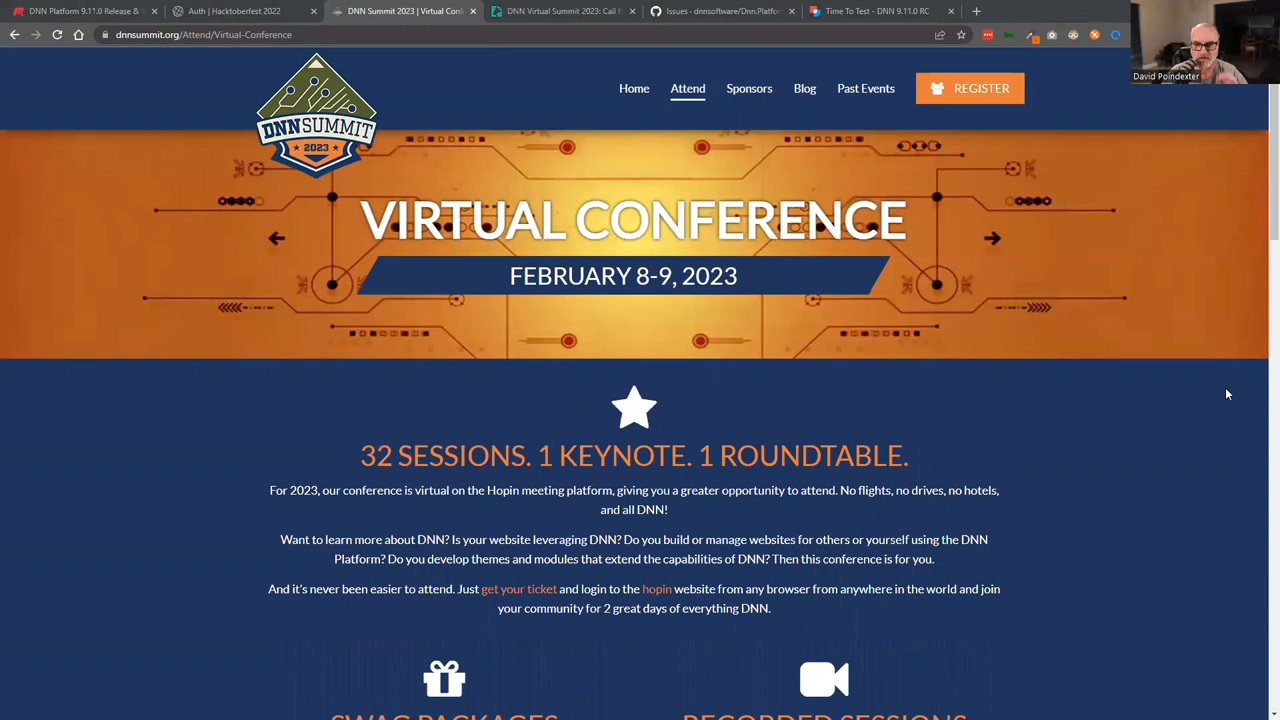 DNN Platform 9.11.0 Release &
Auth | Hacktoberfest 2022
DNN Summit 2023 | Virtual Con
DNN Virtual Summit 2023: Call
Issues · dnnsoftware/Dnn.Platfor
Time To Test - DNN 9.11.0 RC
dnnsummit.org/Attend/Virtual-Conference
David Poindexter
DNNSUMMIT
2023
Home
Attend
Sponsors
Blog
Past Events
REGISTER
VIRTUAL CONFERENCE
FEBRUARY 8-9, 2023
32 SESSIONS. 1 KEYNOTE. 1 ROUNDTABLE.
For 2023, our conference is virtual on the Hopin meeting platform, giving you a greater opportunity to attend. No flights, no drives, no hotels,
and all DNN!
Want to learn more about DNN? Is your website leveraging DNN? Do you build or manage websites for others or yourself using the DNN
Platform? Do you develop themes and modules that extend the capabilities of DNN? Then this conference is for you.
And it's never been easier to attend. Just get your ticket and login to the hopin website from any browser from anywhere in the world and join
your community for 2 great days of everything DNN.
SWAG PACKAGES
RECORDED SESSIONS